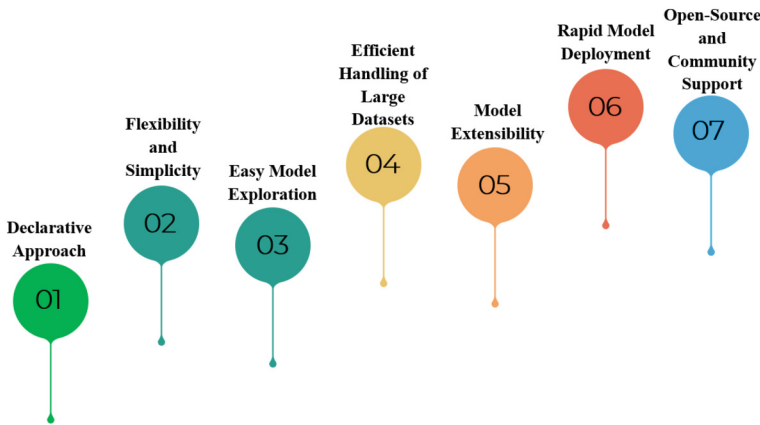 Declarative
Approach
01
Flexibility
and
Simplicity
02
Easy Model
Exploration
03
Efficient
Handling of
Large
Datasets
04
Model
Extensibility
05
Rapid Model
Deployment
06
Open-Source
and
Community
Support
07